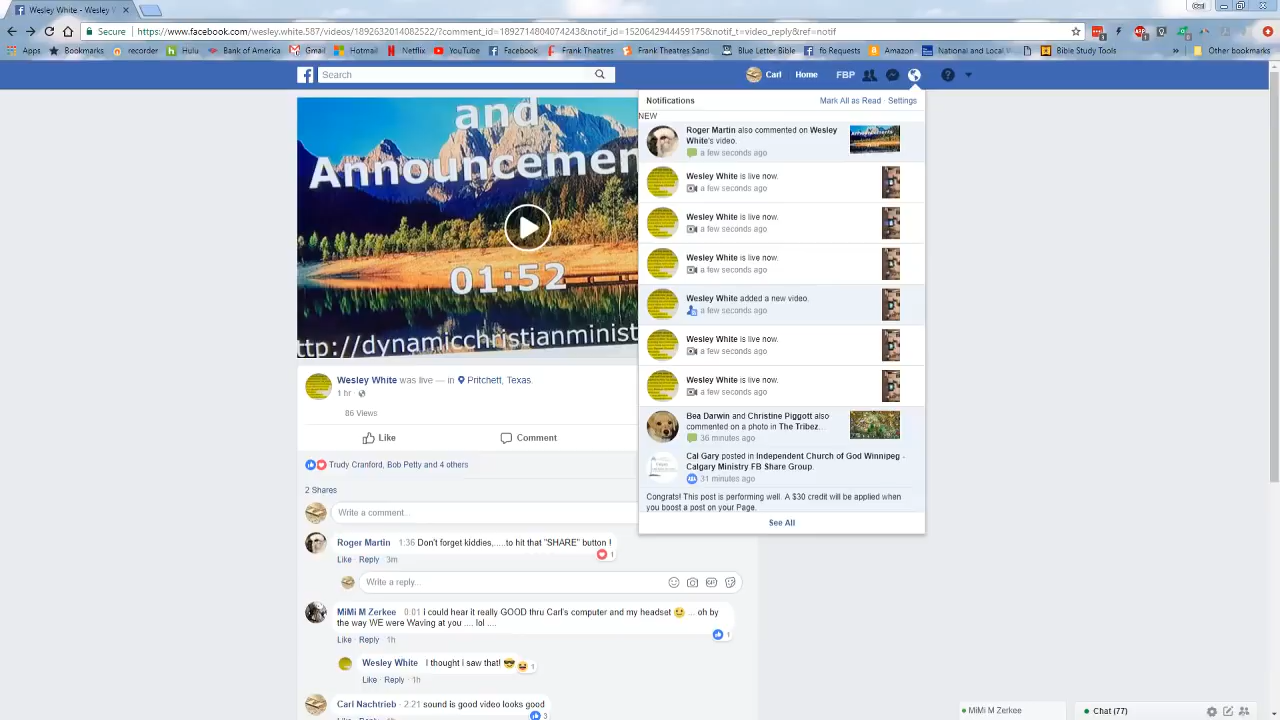 Wesley White - Wesley W
Secure https://www.facebook.com/wesley.white.587/videos/1892632014082522/?comment_id=1892714804074243&notif_id=1520642944459175&notif_t=video_reply&ref=notif
Apps Bookmarks orecorder Hulu Bank of America Gmail Hotmail Netflix YouTube Facebook Frank Theatres Frank Theatres Sand Blue Letter Bible fb Requests Amazon National and Local Bible Study Tools Other bookmarks
Search
Carl Home FBP
and
Announcemen
01:52
ttp://dynamicchristianminist
Notifications Mark All as Read · Settings
NEW
Roger Martin also commented on Wesley
White's video.
a few seconds ago
Wesley White is live now.
a few seconds ago
Wesley White is live now.
a few seconds ago
Wesley White is live now.
a few seconds ago
Wesley White added a new video.
a few seconds ago
Wesley White is live now.
a few seconds ago
Wesley White is live now.
a few seconds ago
Bea Darwin and Christine Piggott also
commented on a photo in The Tribez...
36 minutes ago
Cal Gary posted in Independent Church of God Winnipeg -
Calgary Ministry FB Share Group.
31 minutes ago
Congrats! This post is performing well. A $30 credit will be applied when
you boost a post on your Page.
See All
Wesley White was live — in Pritchett, Texas.
1 hr ·
86 Views
Like Comment
Trudy Cranford, Bob Petty and 4 others
2 Shares
Write a comment...
Roger Martin 1:36 Don't forget kiddies,.....to hit that "SHARE" button !
1
Like · Reply · 3m
Write a reply...
MiMi M Zerkee 0:01 i could hear it really GOOD thru Carl's computer and my headset ... oh by
the way WE were Waving at you .... lol ....
1
Like · Reply · 1h
Wesley White I thought i saw that! 1
Like · Reply · 1h
Carl Nachtrieb · 2:21 sound is good video looks good
3
MiMi M Zerkee
Chat (77)